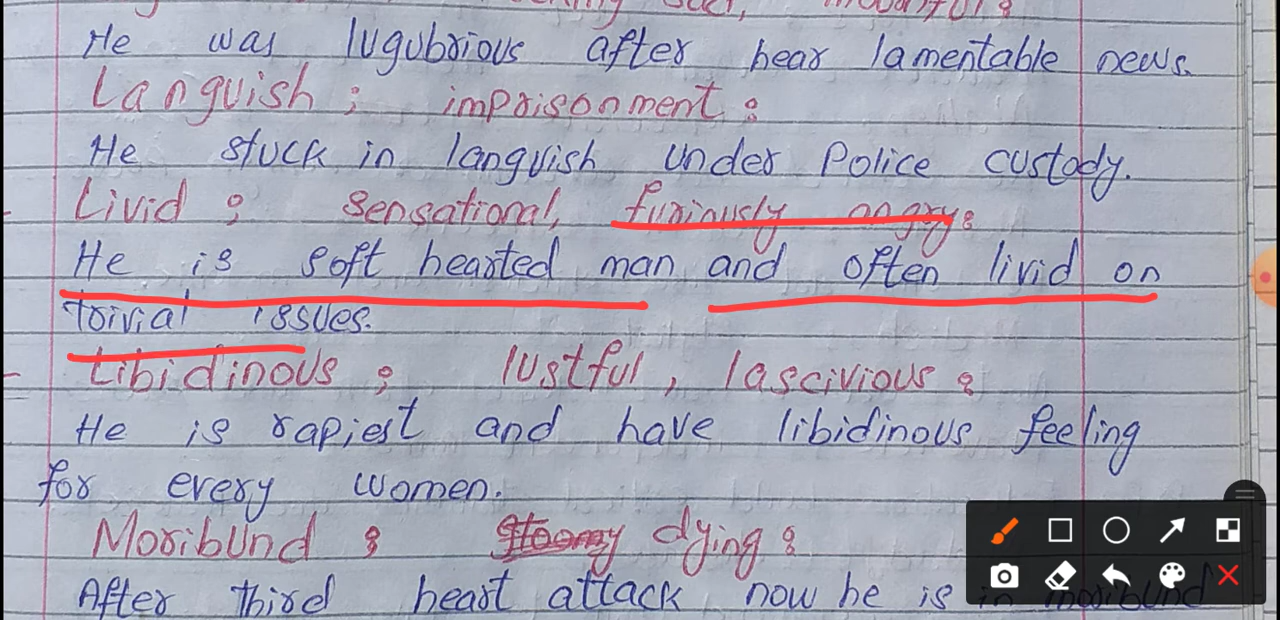 He was lugubrious after hear lamentable news.
Languish : imprisonment :
He stuck in languish under Police custody.
Livid : sensational, furiously angry :
He is soft hearted man and often livid on
trivial issues.
Libidinous : lustful, lascivious :
He is rapiest and have libidinous feeling
for every women.
Moribund : dying :
After third heart attack now he is in moribund